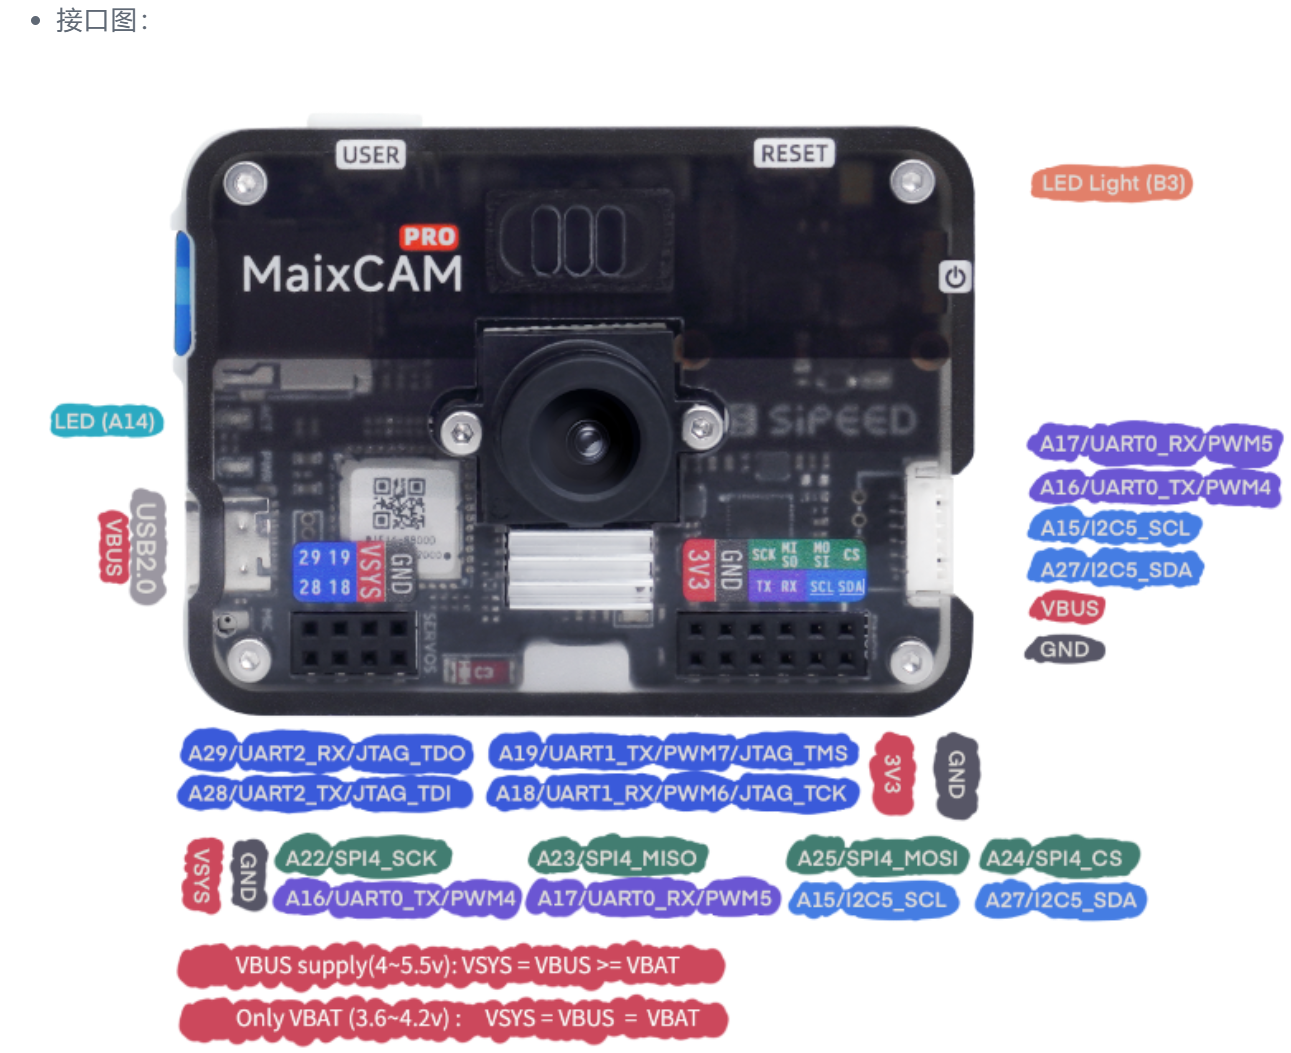 接口图：
USER
RESET
LED Light (B3)
PRO
MaixCAM
SiPEED
LED (A14)
A17/UART0_RX/PWM5
A16/UART0_TX/PWM4
A15/I2C5_SCL
A27/I2C5_SDA
VBUS
GND
VBUS
USB2.0
29 19
28 18
VSYS
GND
3V3
GND
SCK MISO MOSI CS
TX RX SCL SDA
MIC
SERVOS
C3
A29/UART2_RX/JTAG_TDO A19/UART1_TX/PWM7/JTAG_TMS
A28/UART2_TX/JTAG_TDI A18/UART1_RX/PWM6/JTAG_TCK
3V3
GND
VSYS
GND
A22/SPI4_SCK A23/SPI4_MISO A25/SPI4_MOSI A24/SPI4_CS
A16/UART0_TX/PWM4 A17/UART0_RX/PWM5 A15/I2C5_SCL A27/I2C5_SDA
VBUS supply(4~5.5v): VSYS = VBUS >= VBAT
Only VBAT (3.6~4.2v) : VSYS = VBUS = VBAT